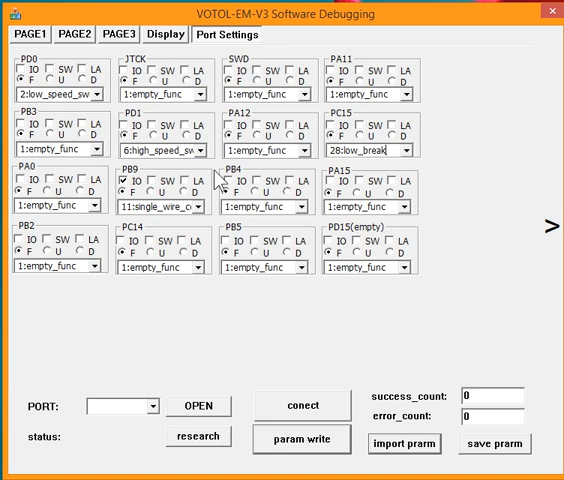 VOTOL-EM-V3 Software Debugging
PAGE1 PAGE2 PAGE3 Display Port Settings
PD0 JTCK SWD PA11
IO SW LA IO SW LA IO SW LA IO SW LA
F U D F U D F U D F U D
2:low_speed_sw 1:empty_func 1:empty_func 1:empty_func
PB3 PD1 PA12 PC15
IO SW LA IO SW LA IO SW LA IO SW LA
F U D F U D F U D F U D
1:empty_func 6:high_speed_sw 1:empty_func 28:low_break
PA0 PB9 PB4 PA15
IO SW LA IO SW LA IO SW LA IO SW LA
F U D F U D F U D F U D
1:empty_func 11:single_wire_co 1:empty_func 1:empty_func
>
PB2 PC14 PB5 PD15(empty)
IO SW LA IO SW LA IO SW LA IO SW LA
F U D F U D F U D F U D
1:empty_func 1:empty_func 1:empty_func 1:empty_func
PORT: OPEN conect success_count: 0
error_count: 0
status: research param write import prarm save prarm